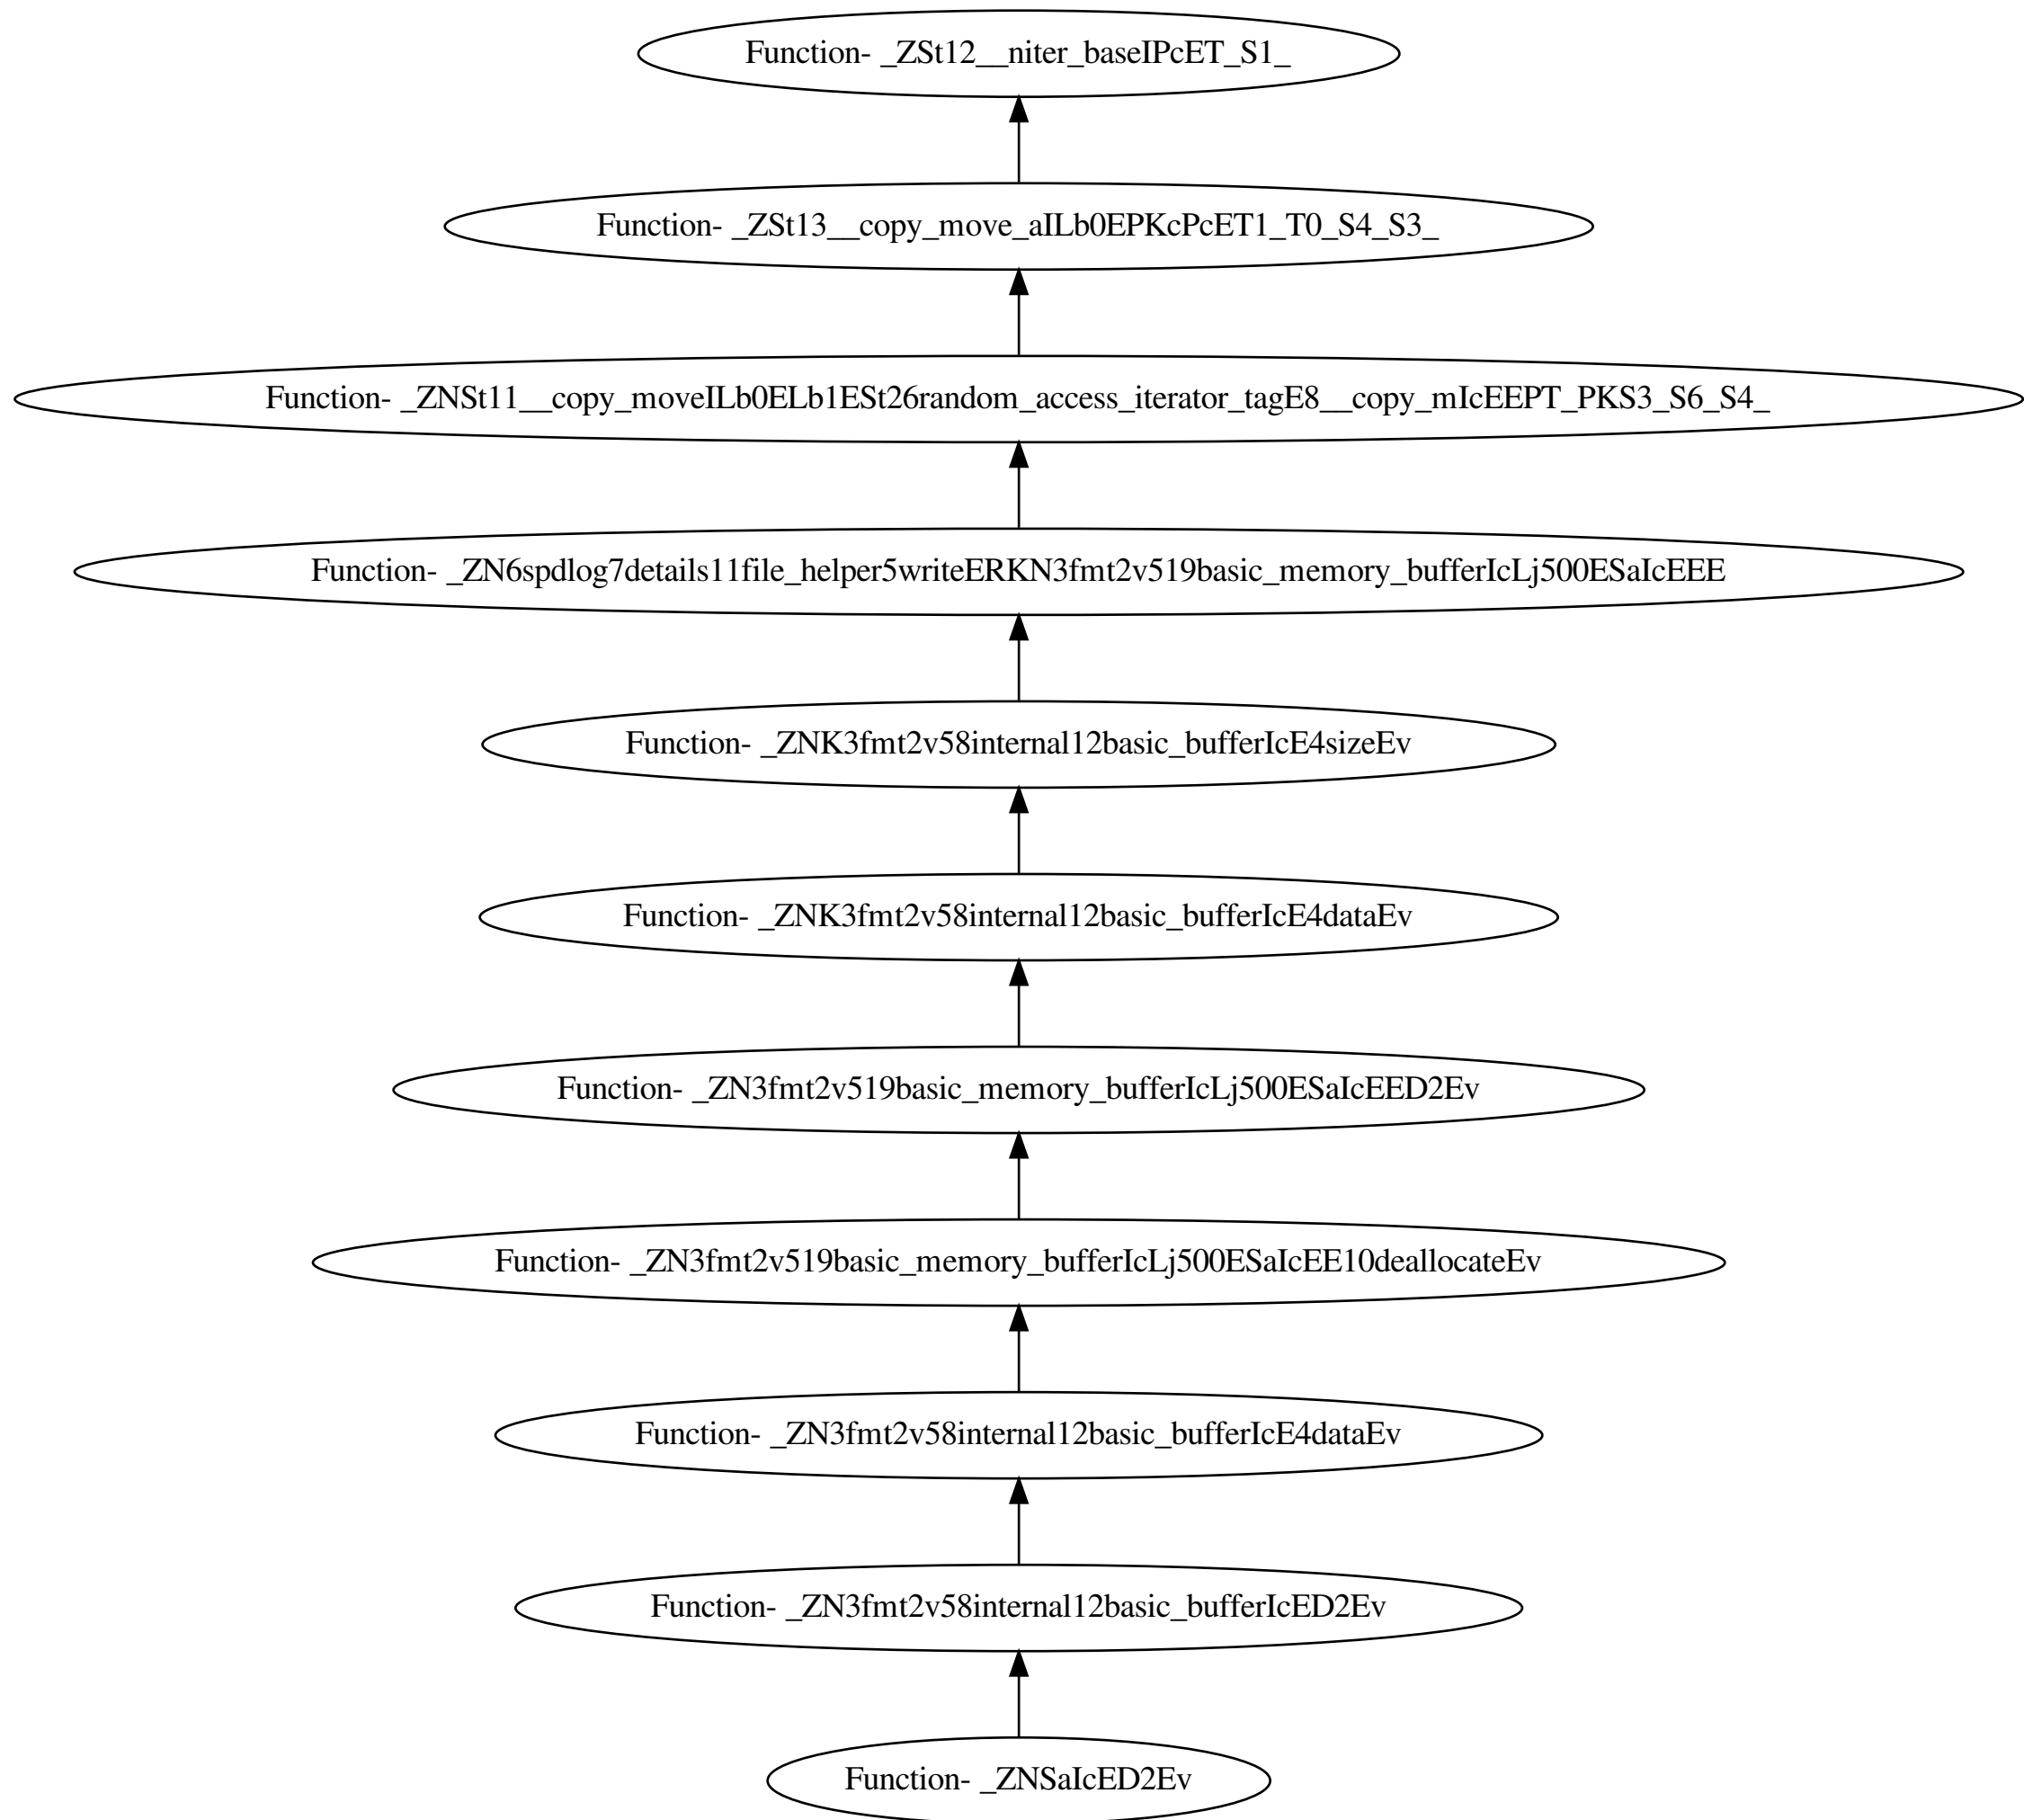 Function- _ZSt12__niter_baseIPcET_S1_
Function- _ZSt13__copy_move_aILb0EPKcPcET1_T0_S4_S3_
Function- _ZNSt11__copy_moveILb0ELb1ESt26random_access_iterator_tagE8__copy_mIcEEPT_PKS3_S6_S4_
Function- _ZN6spdlog7details11file_helper5writeERKN3fmt2v519basic_memory_bufferIcLj500ESaIcEEE
Function- _ZNK3fmt2v58internal12basic_bufferIcE4sizeEv
Function- _ZNK3fmt2v58internal12basic_bufferIcE4dataEv
Function- _ZN3fmt2v519basic_memory_bufferIcLj500ESaIcEED2Ev
Function- _ZN3fmt2v519basic_memory_bufferIcLj500ESaIcEE10deallocateEv
Function- _ZN3fmt2v58internal12basic_bufferIcE4dataEv
Function- _ZN3fmt2v58internal12basic_bufferIcED2Ev
Function- _ZNSaIcED2Ev